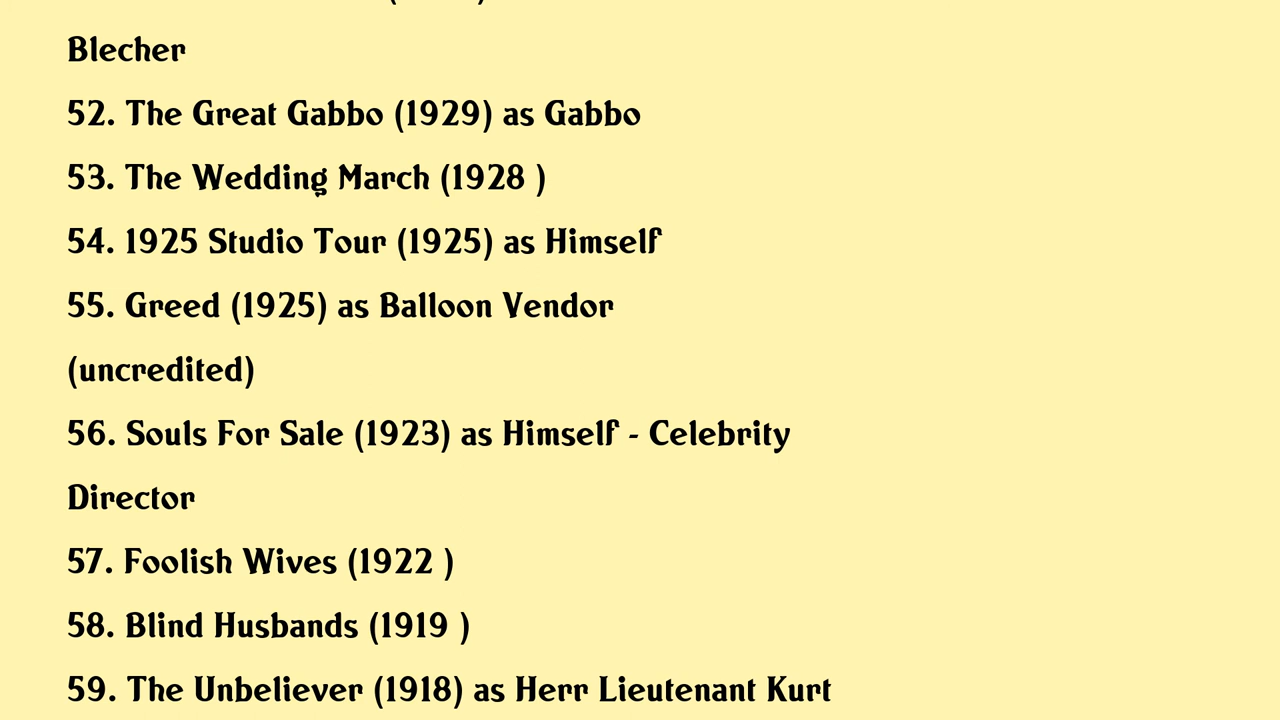 Blecher
52. The Great Gabbo (1929) as Gabbo
53. The Wedding March (1928 )
54. 1925 Studio Tour (1925) as Himself
55. Greed (1925) as Balloon Vendor
(uncredited)
56. Souls For Sale (1923) as Himself - Celebrity
Director
57. Foolish Wives (1922 )
58. Blind Husbands (1919 )
59. The Unbeliever (1918) as Herr Lieutenant Kurt